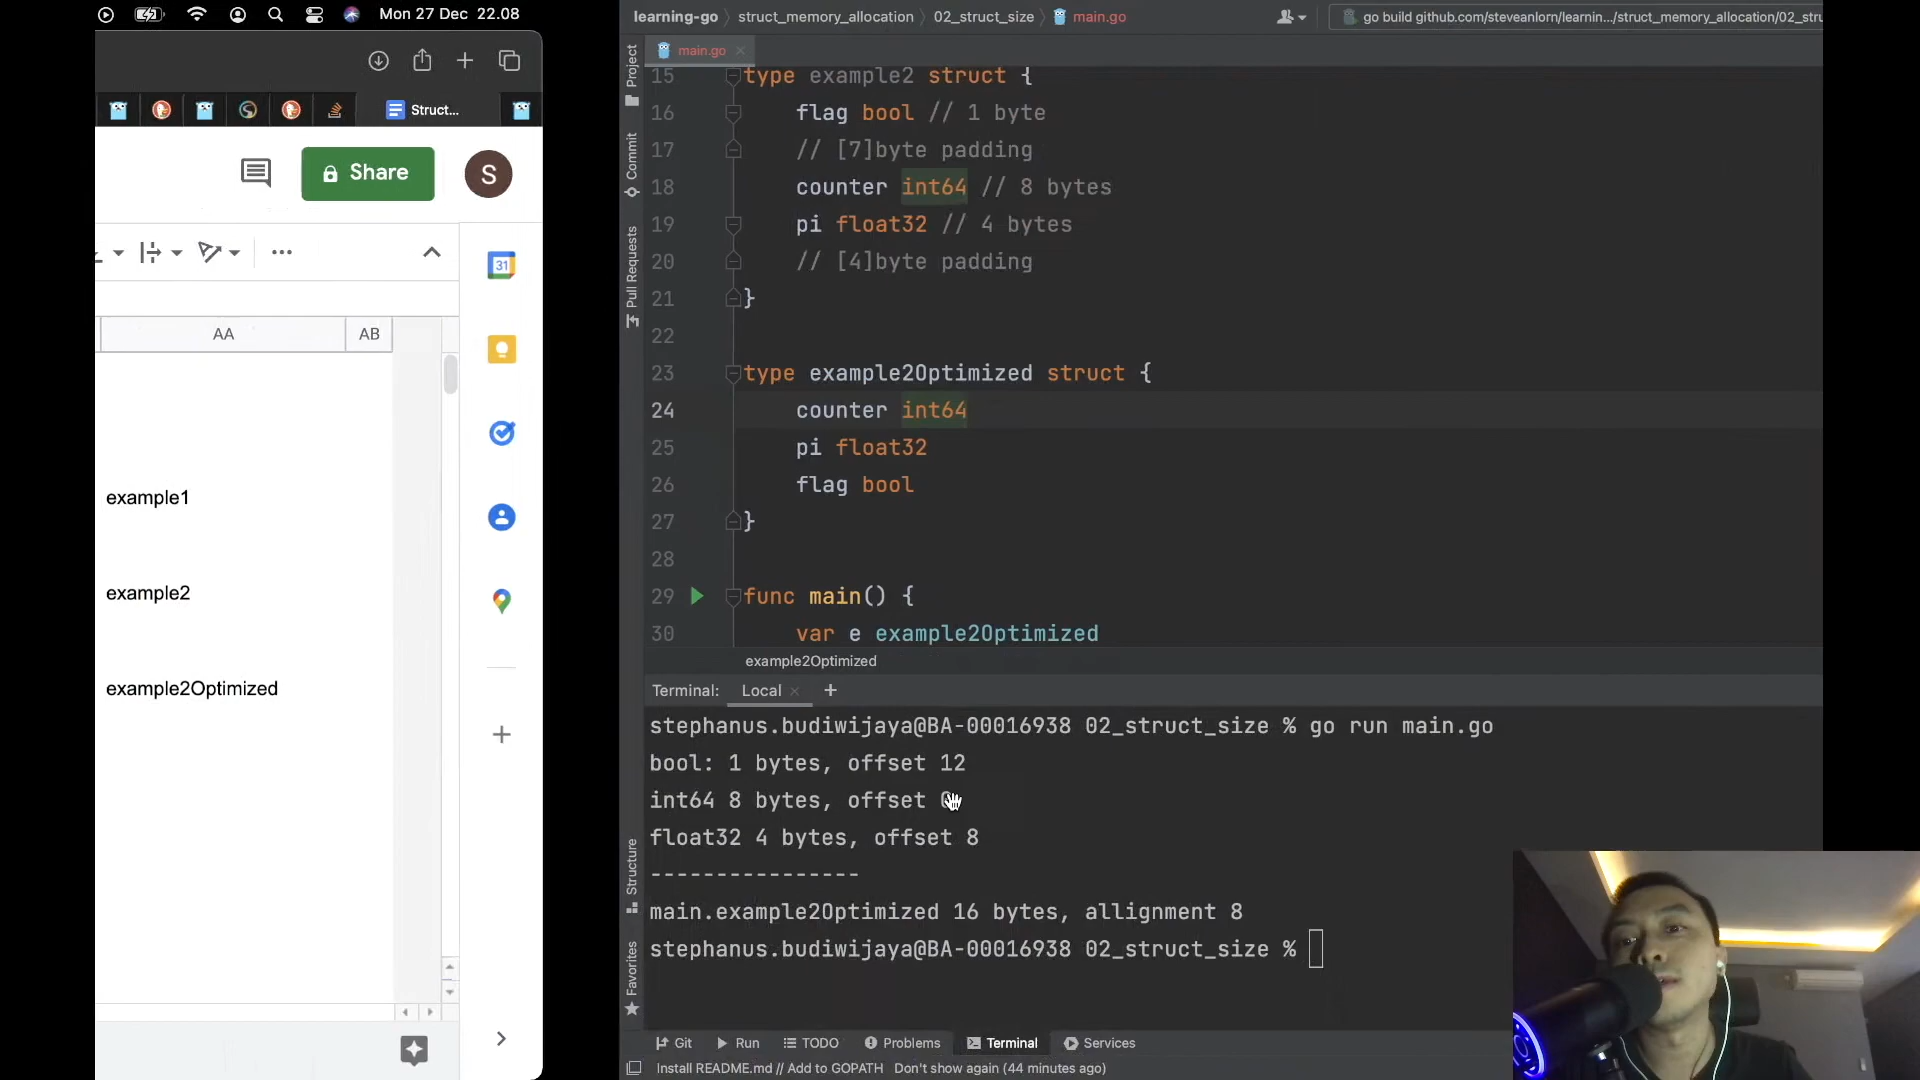 Mon 27 Dec 22.08
Struct...
Share
S
31
AA
AB
example1
example2
example2Optimized
learning-go
struct_memory_allocation
02_struct_size
main.go
go build github.com/steveanlorn/learnin.../struct_memory_allocation/02_stru
main.go
Project
Commit
Pull Requests
Structure
Favorites
15 type example2 struct {
16 flag bool // 1 byte
17 // [7]byte padding
18 counter int64 // 8 bytes
19 pi float32 // 4 bytes
20 // [4]byte padding
21 }
22
23 type example2Optimized struct {
24 counter int64
25 pi float32
26 flag bool
27 }
28
29 func main() {
30 var e example2Optimized
example2Optimized
Terminal: Local
stephanus.budiwijaya@BA-00016938 02_struct_size % go run main.go
bool: 1 bytes, offset 12
int64 8 bytes, offset
float32 4 bytes, offset 8
----------------
main.example2Optimized 16 bytes, allignment 8
stephanus.budiwijaya@BA-00016938 02_struct_size %
Git Run TODO Problems Terminal Services
Install README.md // Add to GOPATH Don't show again (44 minutes ago)